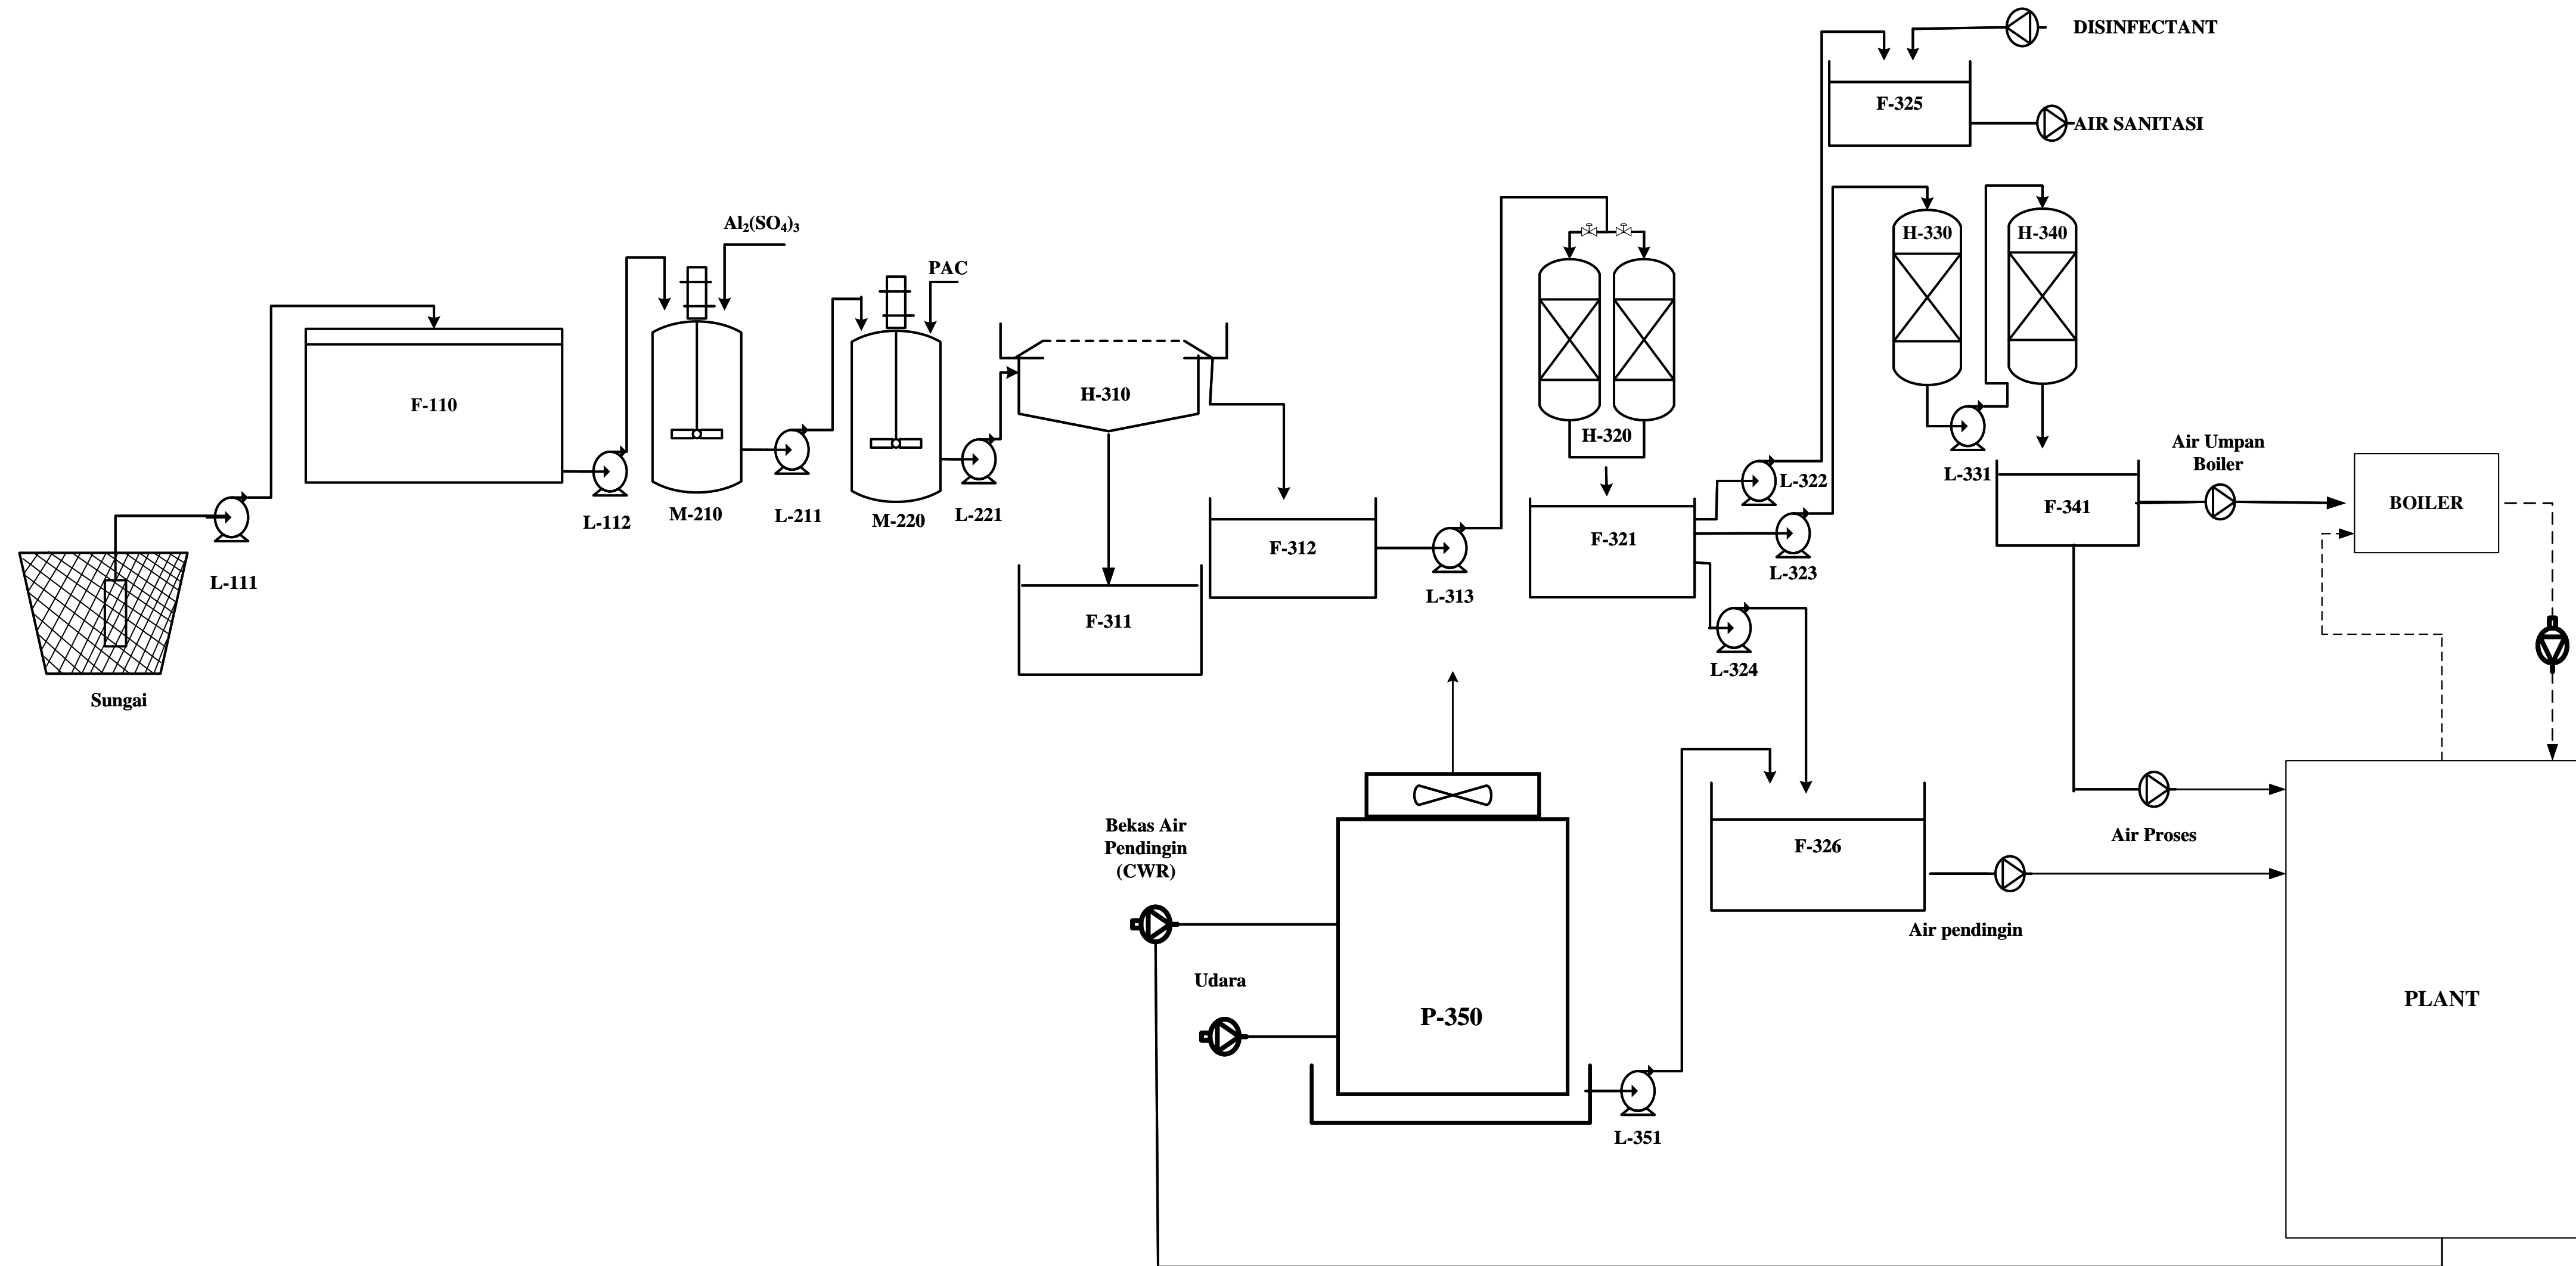 DISINFECTANT
F-325
AIR SANITASI
Al₂(SO₄)₃
PAC
H-330
H-340
F-110
H-310
H-320
L-112
M-210
L-211
M-220
L-221
L-322
L-331
Air Umpan
Boiler
BOILER
F-341
F-312
F-321
L-111
L-313
L-323
F-311
L-324
Sungai
Bekas Air
Pendingin
(CWR)
F-326
Air Proses
Air pendingin
Udara
P-350
PLANT
L-351